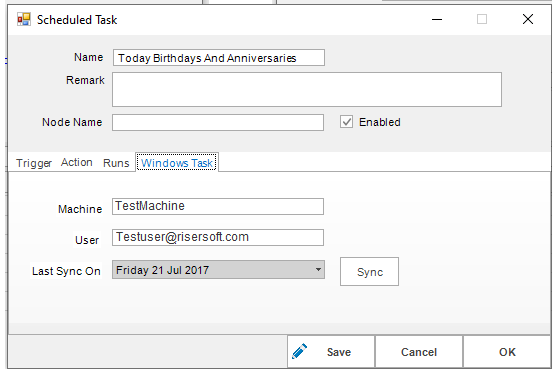 Scheduled Task
Name Today Birthdays And Anniversaries
Remark
Node Name Enabled
Trigger Action Runs Windows Task
Machine TestMachine
User Testuser@risersoft.com
Last Sync On Friday 21 Jul 2017 Sync
Save Cancel OK